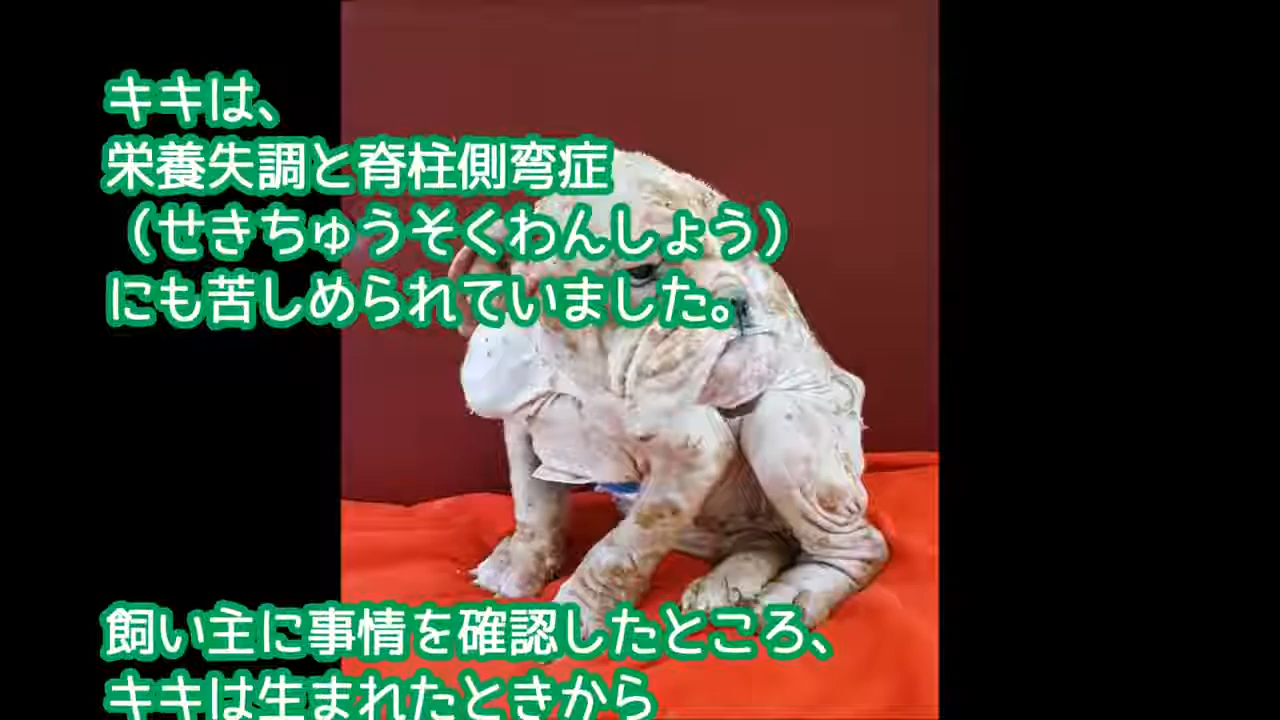 キキは、
栄養失調と脊柱側弯症
（せきちゅうそくわんしょう）
にも苦しめられていました。
飼い主に事情を確認したところ、
キキは生まれたときから